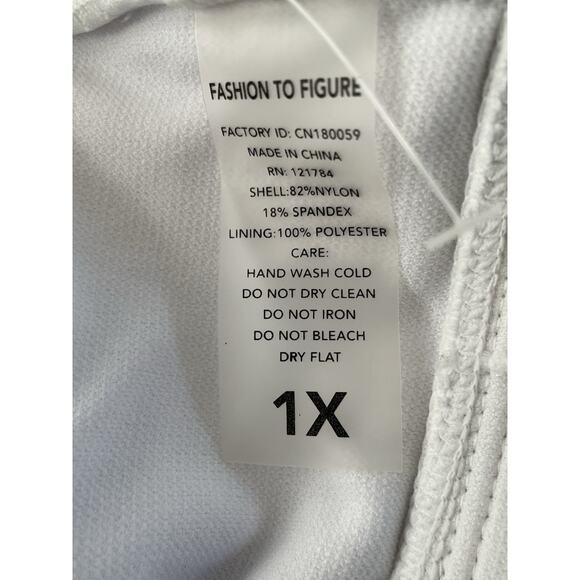 FASHION TO FIGURE
FACTORY ID: CN180059
MADE IN CHINA
RN: 121784
SHELL:82%NYLON
18% SPANDEX
LINING:100% POLYESTER
CARE:
HAND WASH COLD
DO NOT DRY CLEAN
DO NOT IRON
DO NOT BLEACH
DRY FLAT
1X